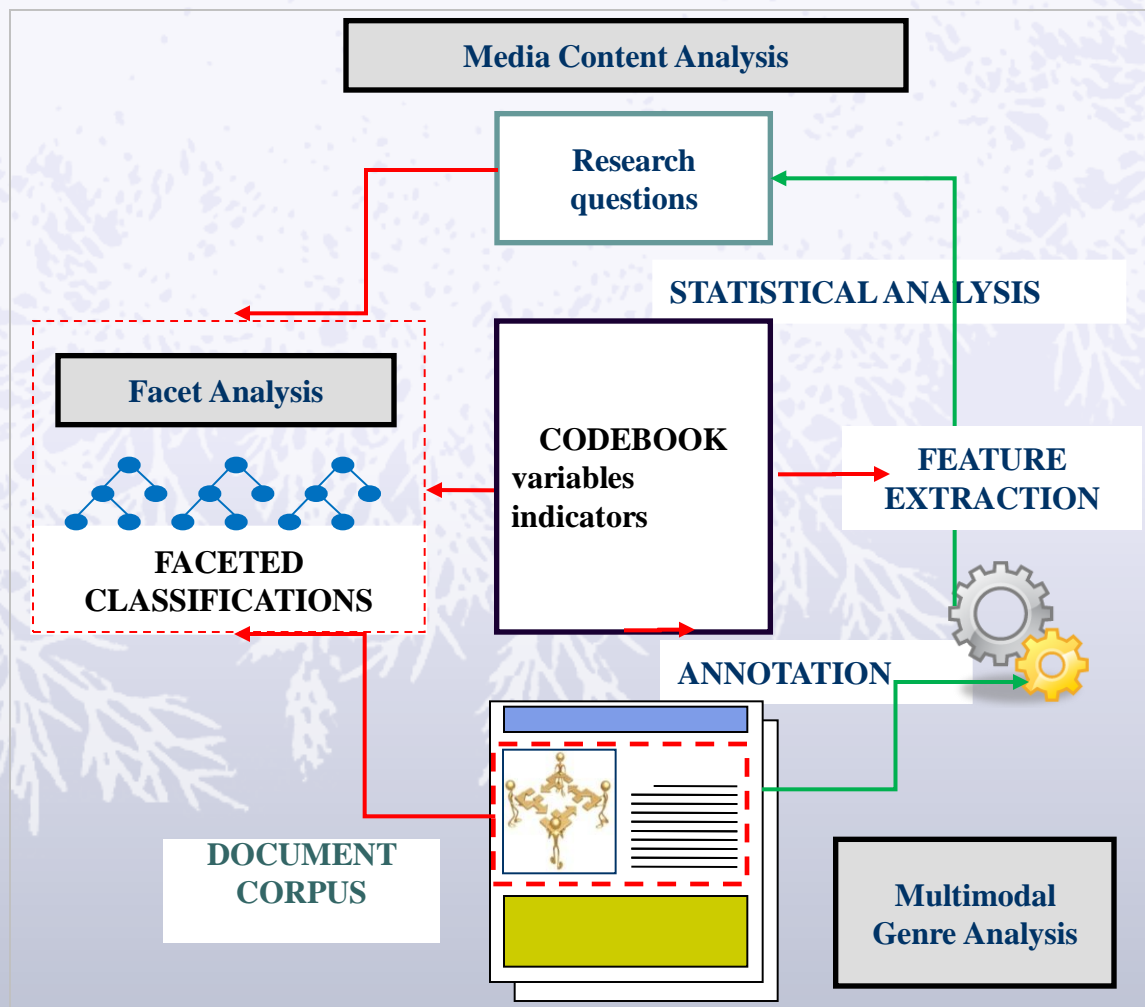 Media Content Analysis
Research
questions
STATISTICAL ANALYSIS
Facet Analysis
CODEBOOK
variables
indicators
FEATURE
EXTRACTION
FACETED
CLASSIFICATIONS
ANNOTATION
DOCUMENT
CORPUS
Multimodal
Genre Analysis